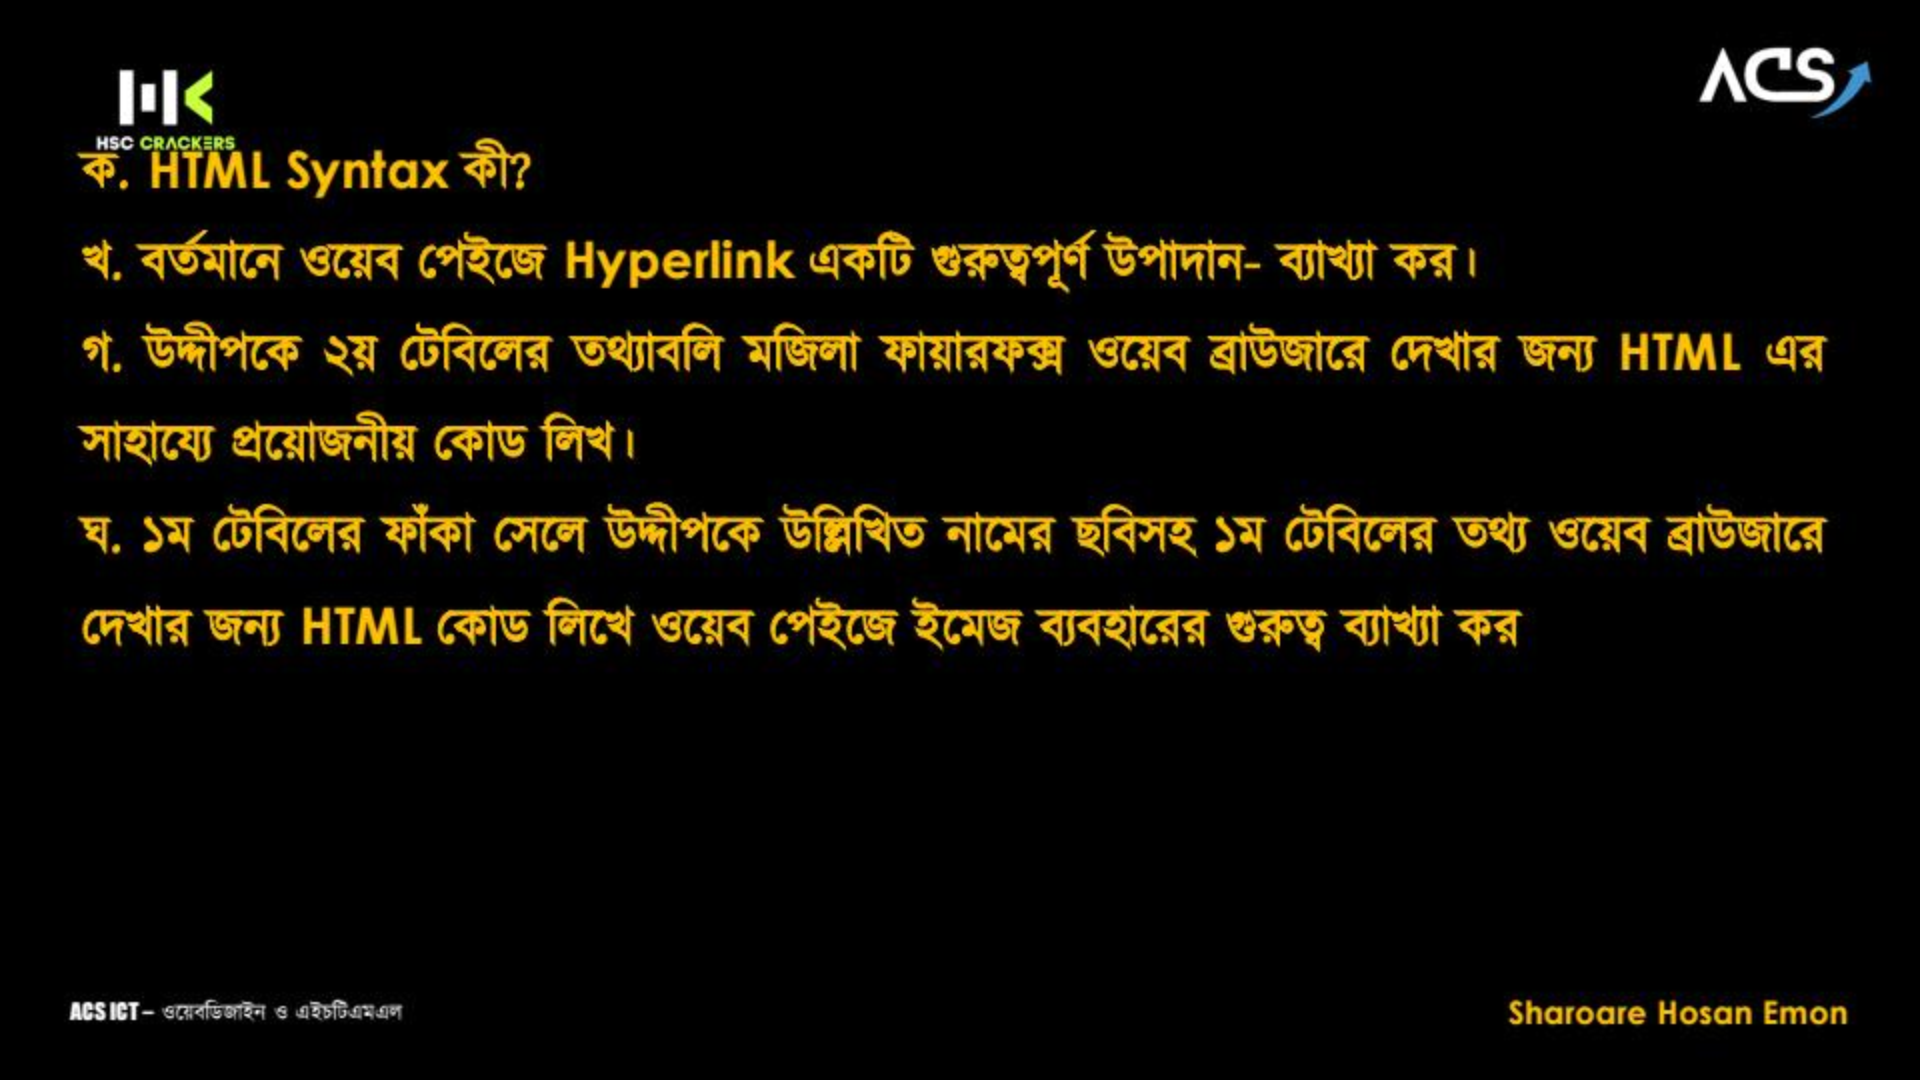 ACS
HSC CRACKERS
ক. HTML Syntax কী?
খ. বর্তমানে ওয়েব পেইজে Hyperlink একটি গুরুত্বপূর্ণ উপাদান- ব্যাখ্যা কর।
গ. উদ্দীপকে ২য় টেবিলের তথ্যাবলি মজিলা ফায়ারফক্স ওয়েব ব্রাউজারে দেখার জন্য HTML এর
সাহায্যে প্রয়োজনীয় কোড লিখ।
ঘ. ১ম টেবিলের ফাঁকা সেলে উদ্দীপকে উল্লিখিত নামের ছবিসহ ১ম টেবিলের তথ্য ওয়েব ব্রাউজারে
দেখার জন্য HTML কোড লিখে ওয়েব পেইজে ইমেজ ব্যবহারের গুরুত্ব ব্যাখ্যা কর
ACS ICT – ওয়েবডিজাইন ও এইচটিএমএল
Sharoare Hosan Emon